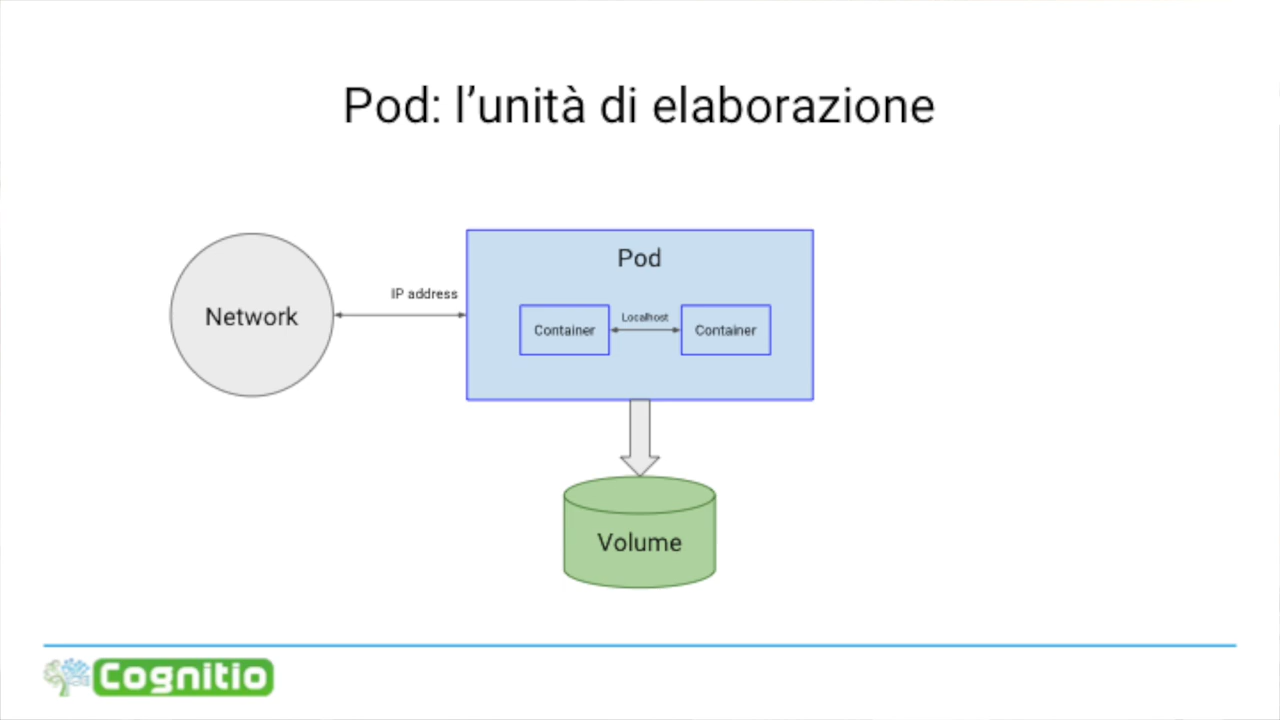 Pod: l’unità di elaborazione
Pod
IP address
Network
Localhost
Container
Container
Volume
Cognitio